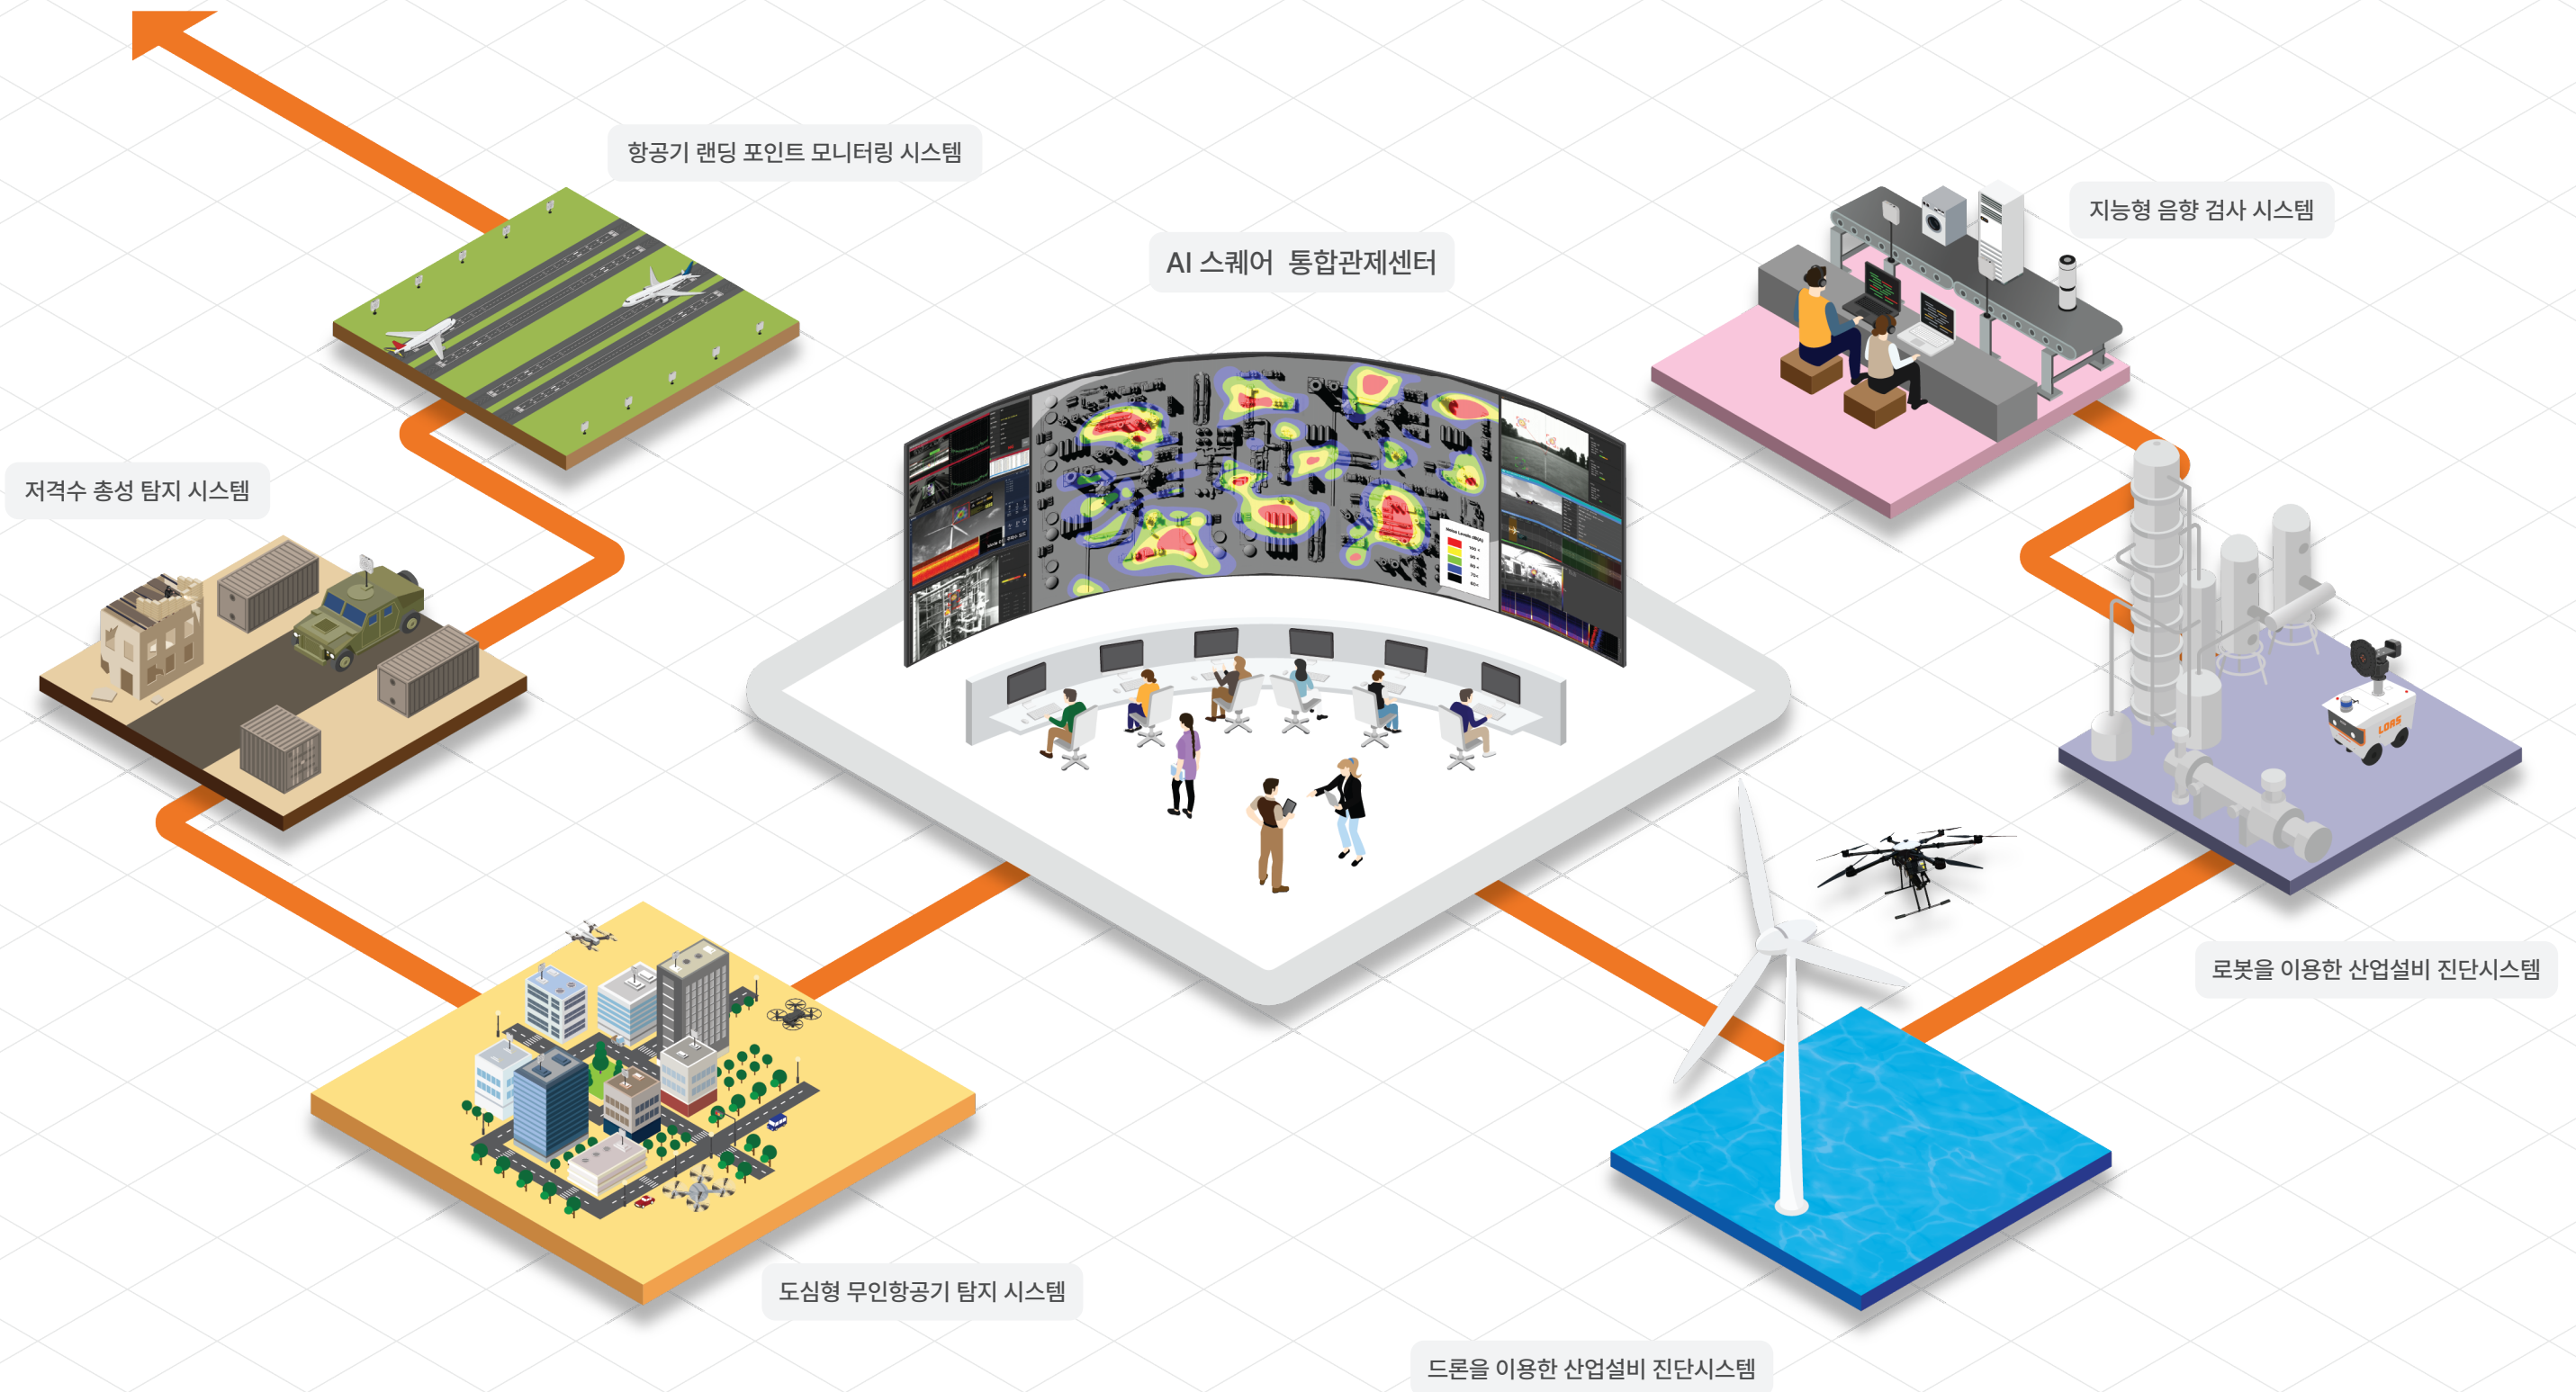 항공기 랜딩 포인트 모니터링 시스템
지능형 음향 검사 시스템
AI 스퀘어 통합관제센터
저격수 총성 탐지 시스템
LORS
로봇을 이용한 산업설비 진단시스템
도심형 무인항공기 탐지 시스템
드론을 이용한 산업설비 진단시스템